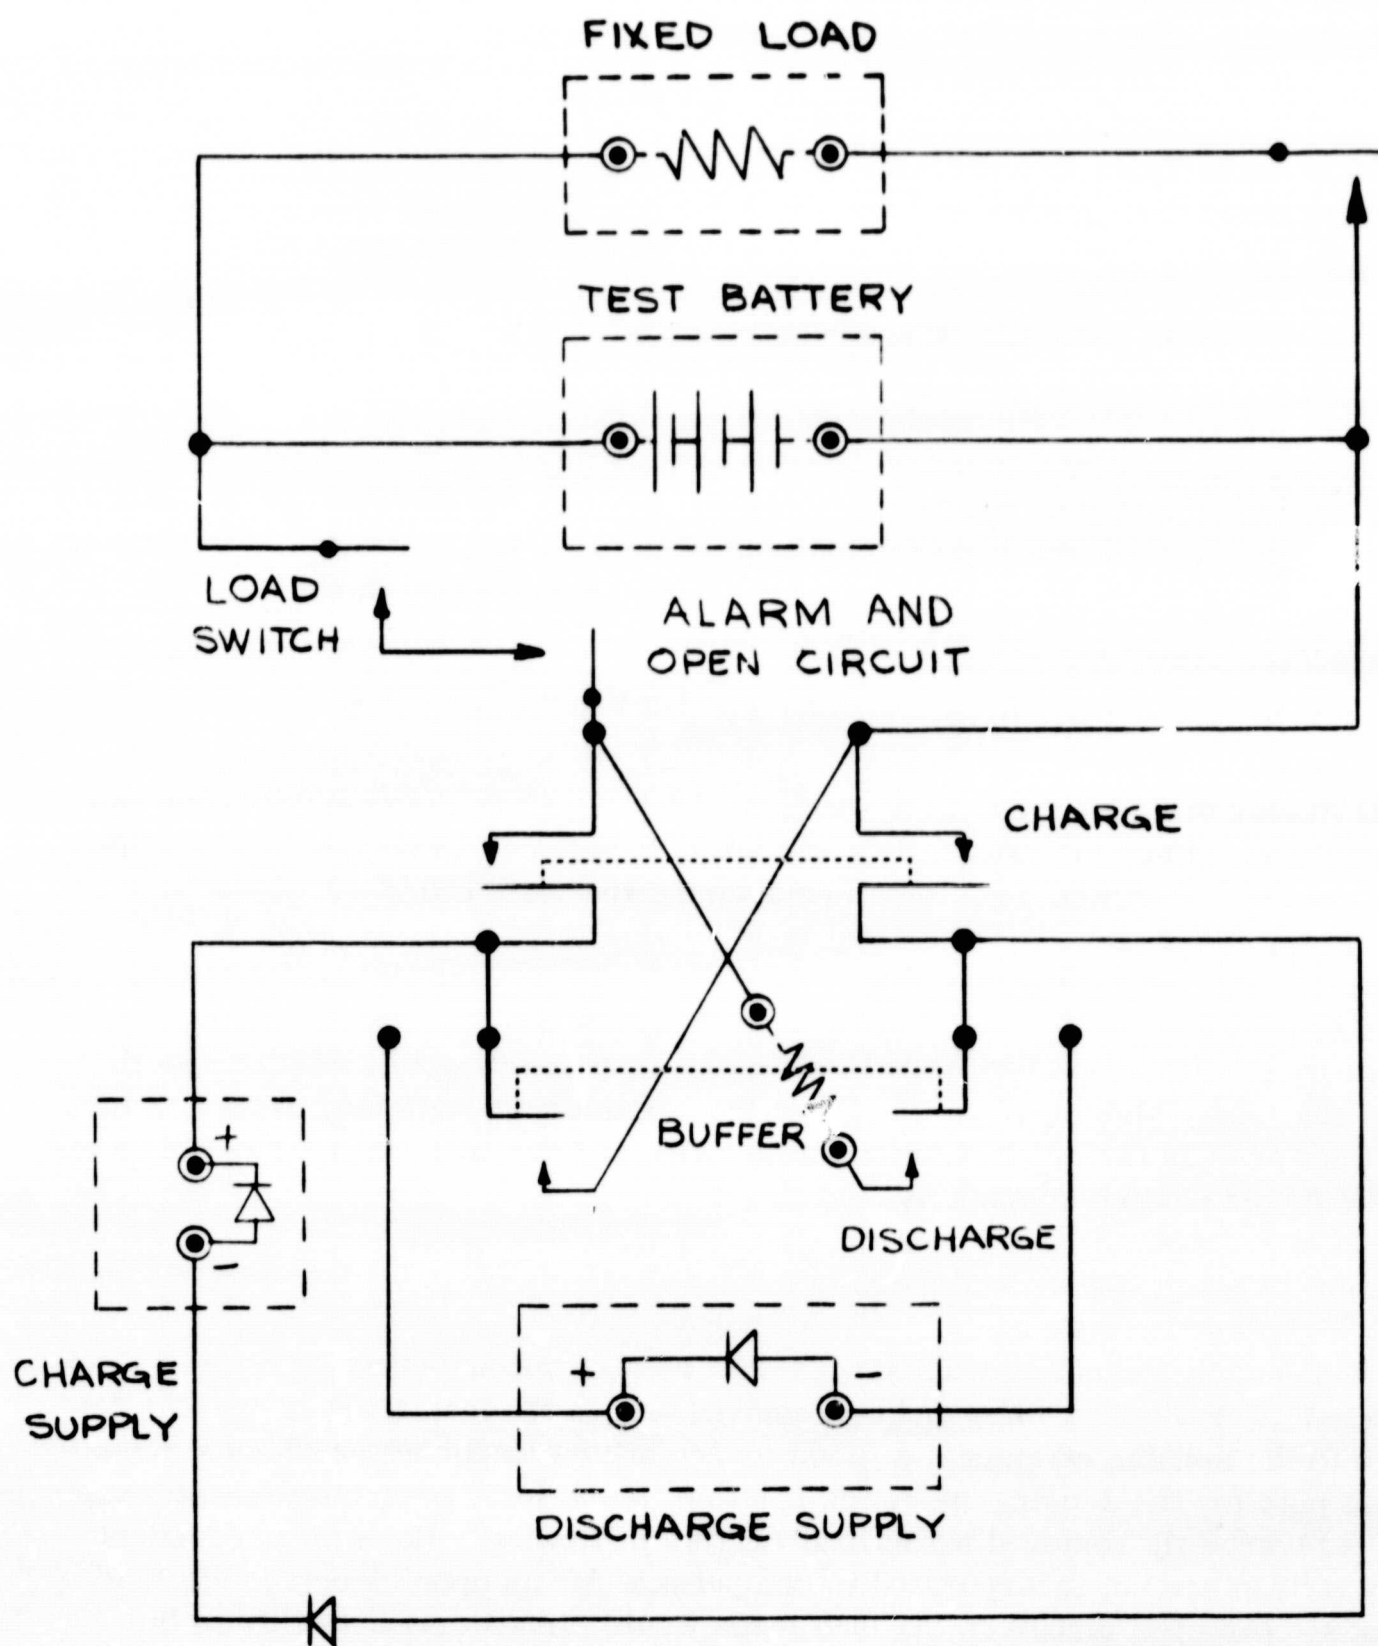 FIXED LOAD
TEST BATTERY
LOAD
SWITCH
ALARM AND
OPEN CIRCUIT
CHARGE
BUFFER
+
-
DISCHARGE
CHARGE
SUPPLY
+ -
DISCHARGE SUPPLY